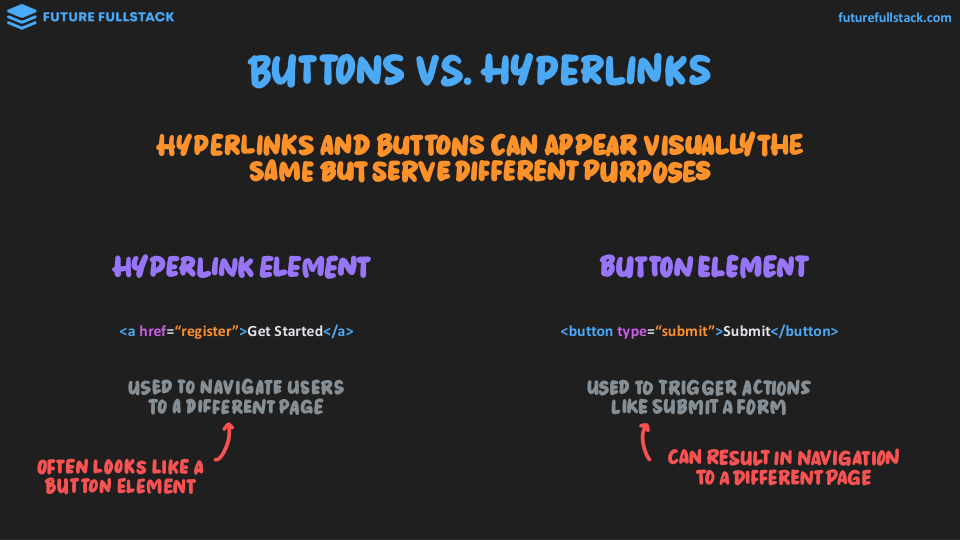 FUTURE FULLSTACK
futurefullstack.com
BUTTONS VS. HYPERLINKS
HYPERLINKS AND BUTTONS CAN APPEAR VISUALLY THE
SAME BUT SERVE DIFFERENT PURPOSES
HYPERLINK ELEMENT
<a href=“register”>Get Started</a>
USED TO NAVIGATE USERS
TO A DIFFERENT PAGE
OFTEN LOOKS LIKE A
BUTTON ELEMENT
BUTTON ELEMENT
<button type=“submit”>Submit</button>
USED TO TRIGGER ACTIONS
LIKE SUBMIT A FORM
CAN RESULT IN NAVIGATION
TO A DIFFERENT PAGE